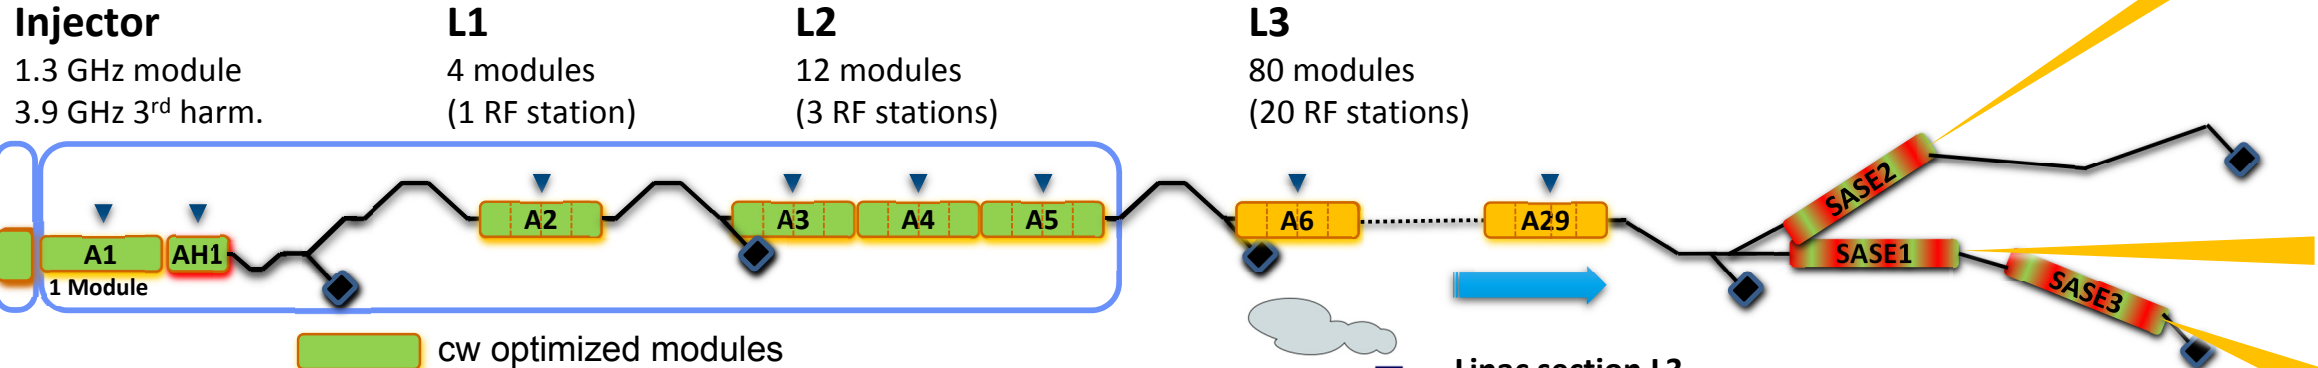 Injector
1.3 GHz module
3.9 GHz 3rd harm.
L1
4 modules
(1 RF station)
L2
12 modules
(3 RF stations)
L3
80 modules
(20 RF stations)
A1
AH1
1 Module
A2
A3
A4
A5
A6
A29
SASE2
SASE1
SASE3
cw optimized modules